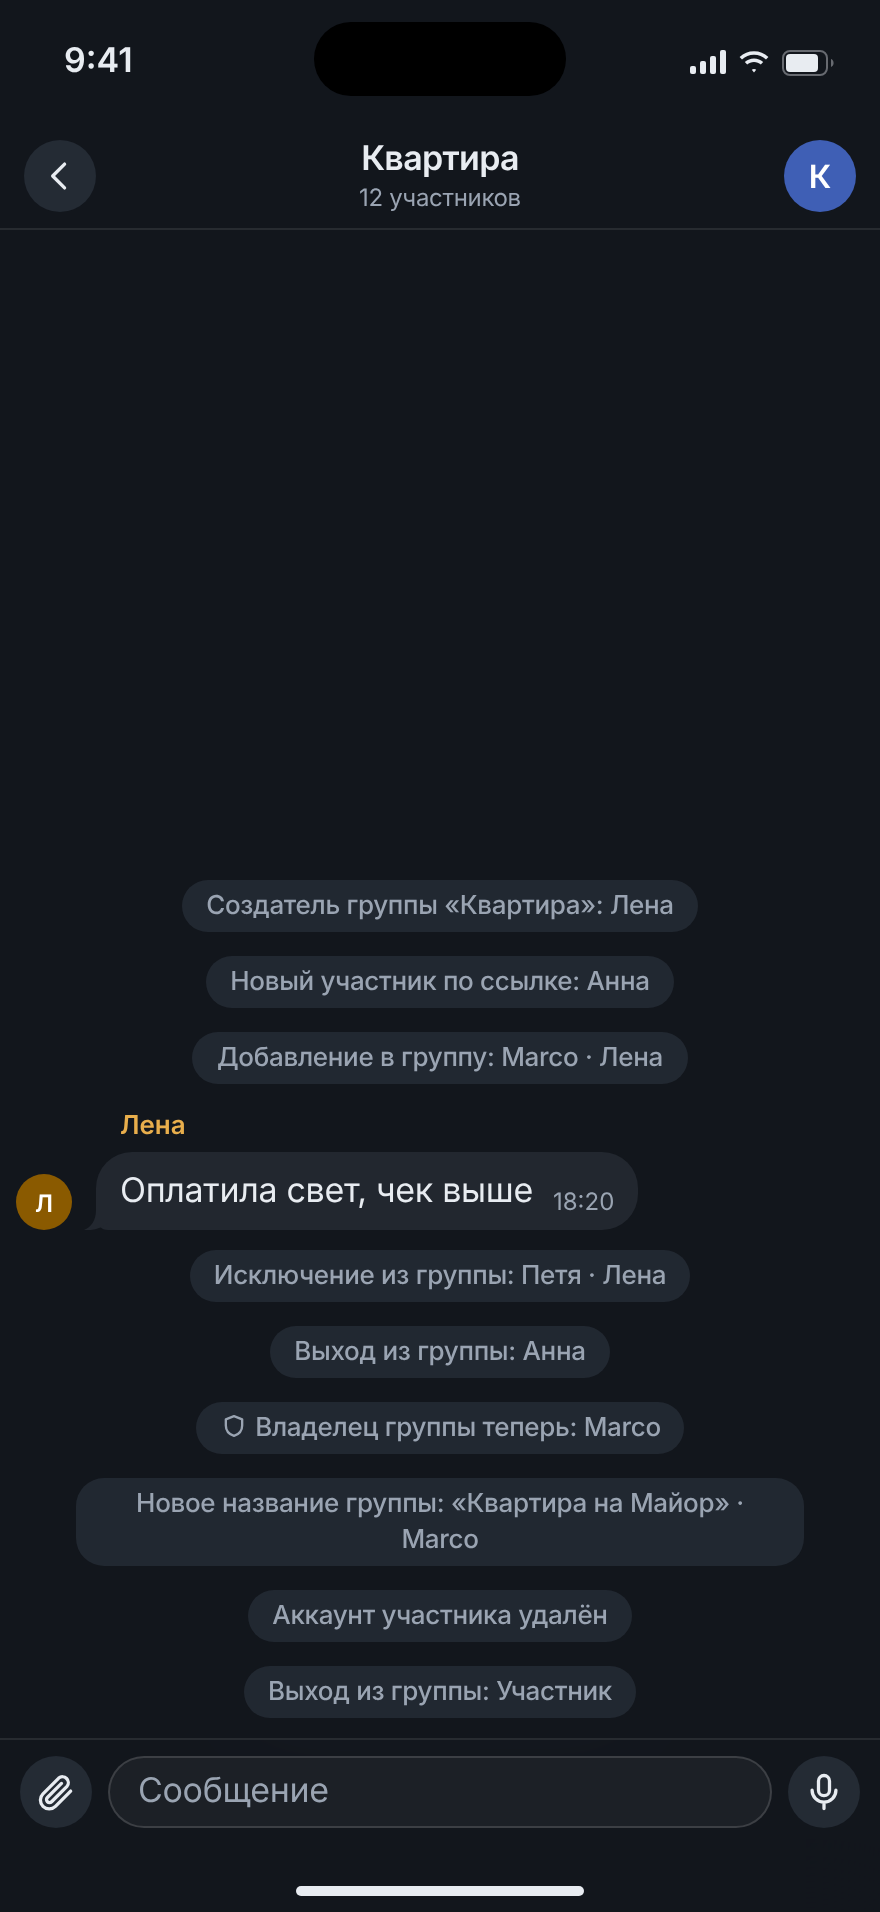 9:41
Квартира
12 участников
К
Создатель группы «Квартира»: Лена
Новый участник по ссылке: Анна
Добавление в группу: Marco · Лена
Лена
Л
Оплатила свет, чек выше 18:20
Исключение из группы: Петя · Лена
Выход из группы: Анна
Владелец группы теперь: Marco
Новое название группы: «Квартира на Майор» ·
Marco
Аккаунт участника удалён
Выход из группы: Участник
Сообщение